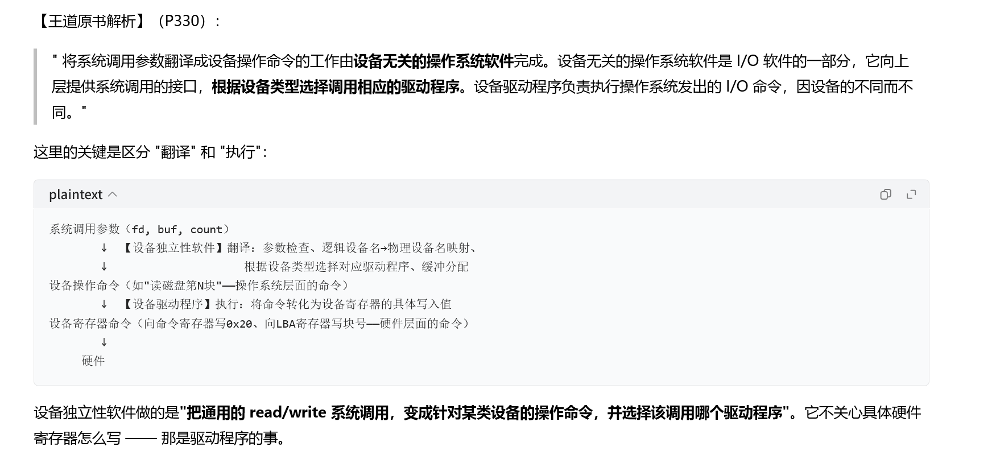 【王道原书解析】（P330）：
" 将系统调用参数翻译成设备操作命令的工作由设备无关的操作系统软件完成。设备无关的操作系统软件是 I/O 软件的一部分，它向上
层提供系统调用的接口，根据设备类型选择调用相应的驱动程序。设备驱动程序负责执行操作系统发出的 I/O 命令，因设备的不同而不
同。"
这里的关键是区分 "翻译" 和 "执行"：
plaintext
系统调用参数（fd, buf, count）
↓ 【设备独立性软件】翻译：参数检查、逻辑设备名→物理设备名映射、
↓ 根据设备类型选择对应驱动程序、缓冲分配
设备操作命令（如"读磁盘第N块"——操作系统层面的命令）
↓ 【设备驱动程序】执行：将命令转化为设备寄存器的具体写入值
设备寄存器命令（向命令寄存器写0x20、向LBA寄存器写块号——硬件层面的命令）
↓
硬件
设备独立性软件做的是"把通用的 read/write 系统调用，变成针对某类设备的操作命令，并选择该调用哪个驱动程序"。它不关心具体硬件
寄存器怎么写 —— 那是驱动程序的事。